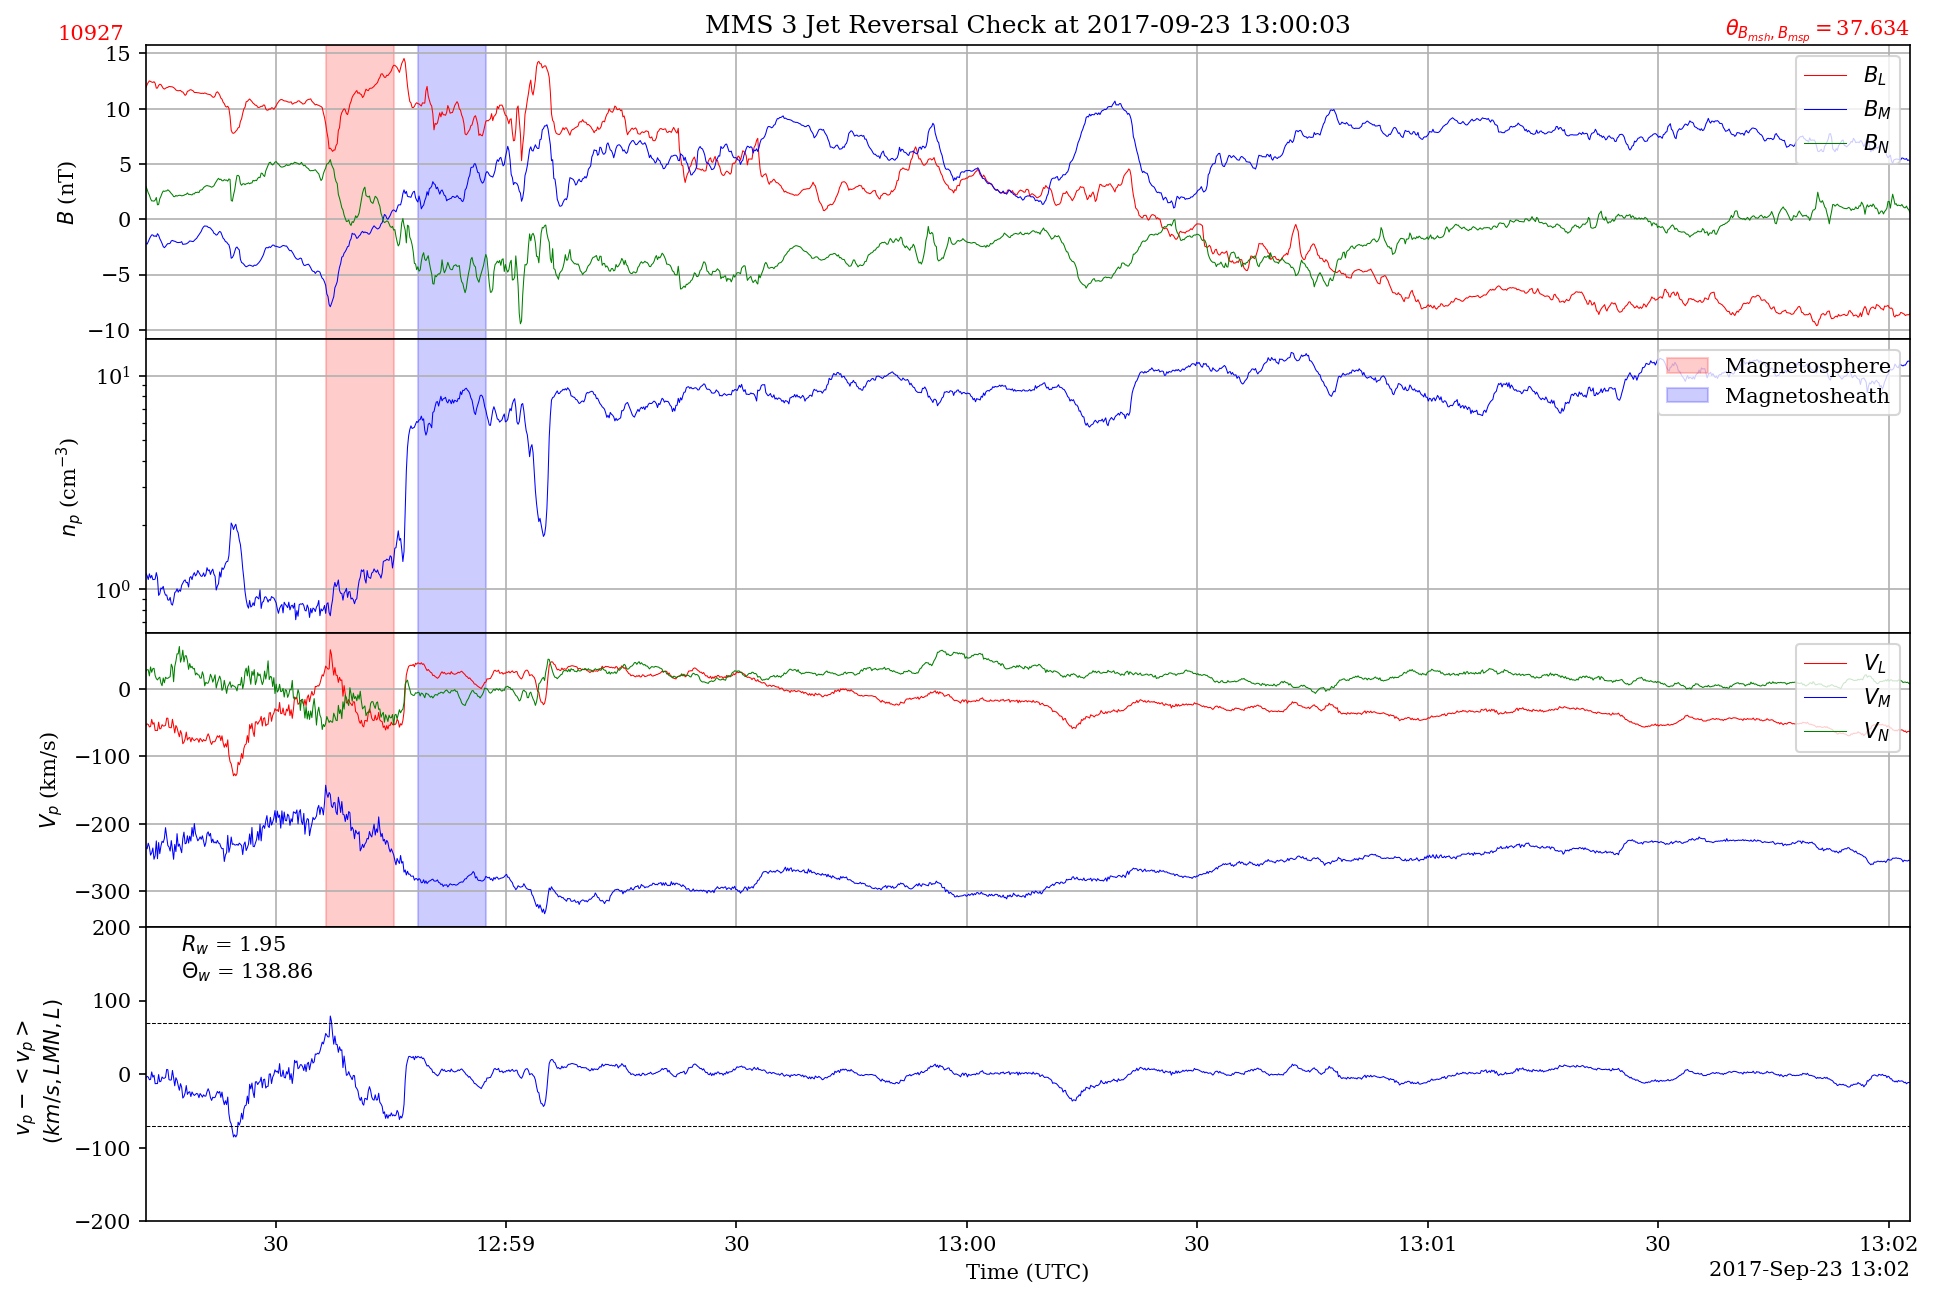 MMS 3 Jet Reversal Check at 2017-09-23 13:00:03
10927
θ_{B_{msh}, B_{msp}} = 37.634
15
10
5
0
−5
−10
B (nT)
B_L
B_M
B_N
10^1
10^0
n_p (cm^{−3})
Magnetosphere
Magnetosheath
0
−100
−200
−300
V_p (km/s)
V_L
V_M
V_N
200
100
0
−100
−200
v_p − <v_p>
(km/s, LMN, L)
R_w = 1.95
Θ_w = 138.86
30
12:59
30
13:00
30
13:01
30
13:02
Time (UTC)
2017-Sep-23 13:02